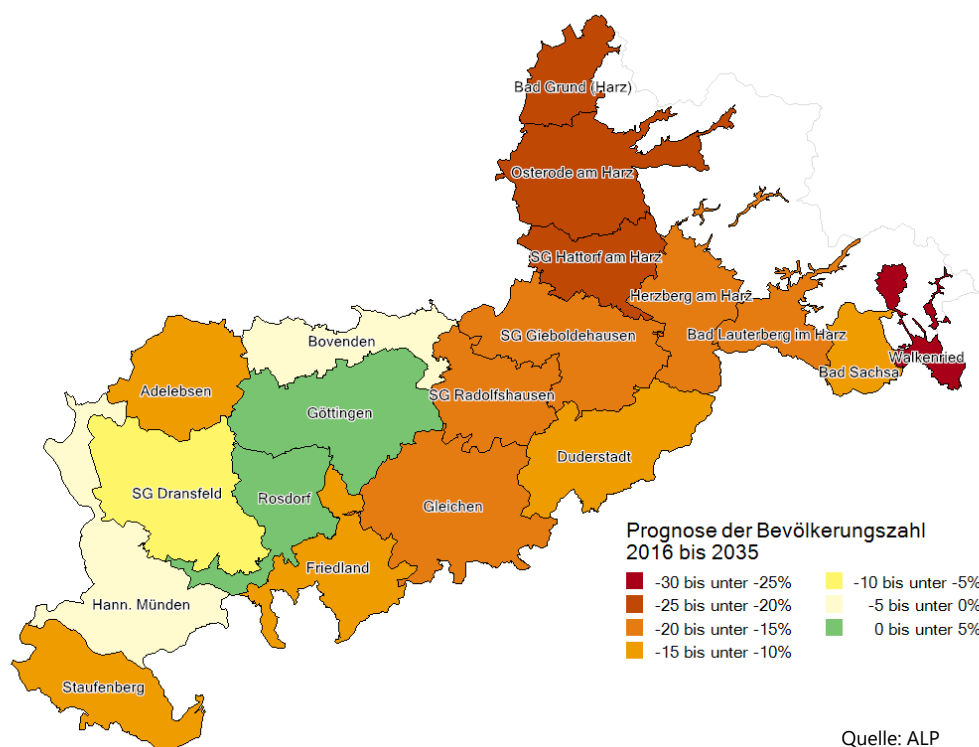 Bad Grund (Harz)
Osterode am Harz
SG Hattorf am Harz
Herzberg am Harz
SG Gieboldehausen
Bad Lauterberg im Harz
Bovenden
Walkenried
Bad Sachsa
Adelebsen
SG Radolfshausen
Göttingen
Duderstadt
SG Dransfeld
Rosdorf
Gleichen
Friedland
Hann. Münden
Staufenberg
Prognose der Bevölkerungszahl
2016 bis 2035
-30 bis unter -25%
-25 bis unter -20%
-20 bis unter -15%
-15 bis unter -10%
-10 bis unter -5%
-5 bis unter 0%
0 bis unter 5%
Quelle: ALP